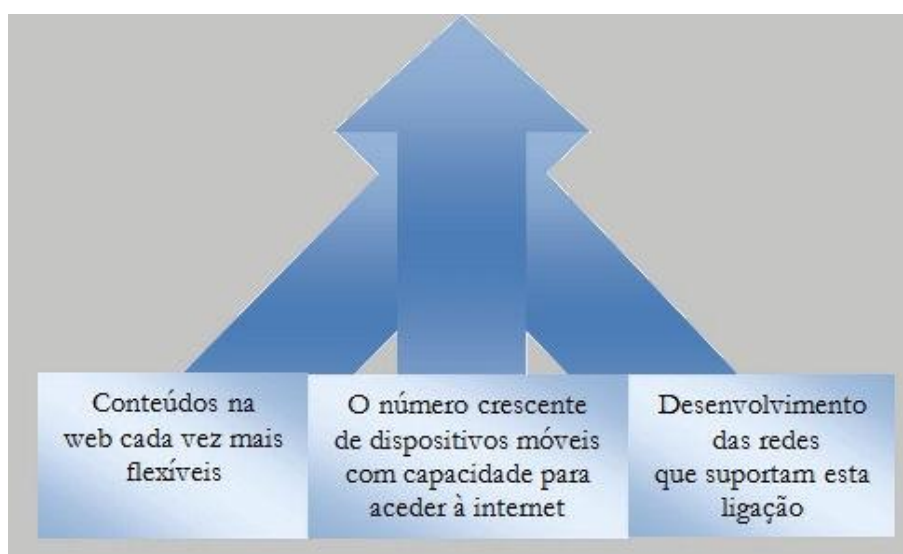 Conteúdos na
web cada vez mais
flexíveis
O número crescente
de dispositivos móveis
com capacidade para
aceder à internet
Desenvolvimento
das redes
que suportam esta
ligação